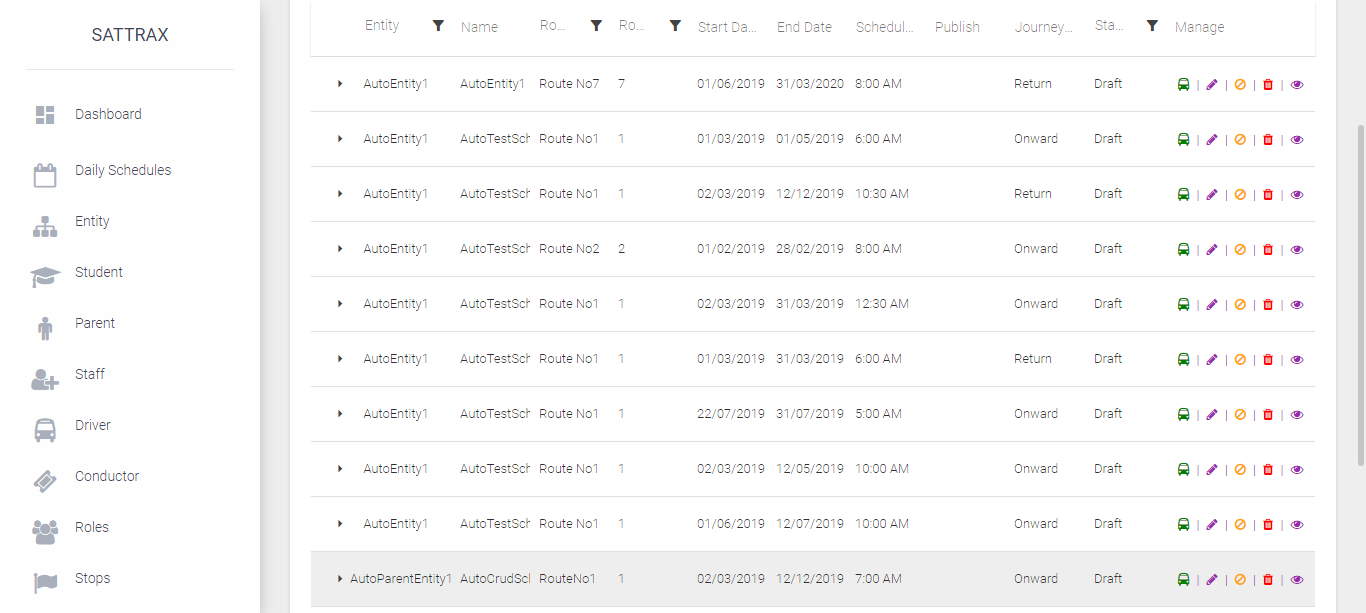 SATTRAX
Dashboard
Daily Schedules
Entity
Student
Parent
Staff
Driver
Conductor
Roles
Stops
Entity Name Ro... Ro... Start Da... End Date Schedul... Publish Journey... Sta... Manage
AutoEntity1 AutoEntity1 Route No7 7 01/06/2019 31/03/2020 8:00 AM Return Draft
AutoEntity1 AutoTestSch Route No1 1 01/03/2019 01/05/2019 6:00 AM Onward Draft
AutoEntity1 AutoTestSch Route No1 1 02/03/2019 12/12/2019 10:30 AM Return Draft
AutoEntity1 AutoTestSch Route No2 2 01/02/2019 28/02/2019 8:00 AM Onward Draft
AutoEntity1 AutoTestSch Route No1 1 02/03/2019 31/03/2019 12:30 AM Onward Draft
AutoEntity1 AutoTestSch Route No1 1 01/03/2019 31/03/2019 6:00 AM Return Draft
AutoEntity1 AutoTestSch Route No1 1 22/07/2019 31/07/2019 5:00 AM Onward Draft
AutoEntity1 AutoTestSch Route No1 1 02/03/2019 12/05/2019 10:00 AM Onward Draft
AutoEntity1 AutoTestSch Route No1 1 01/06/2019 12/07/2019 10:00 AM Onward Draft
AutoParentEntity1 AutoCrudScl RouteNo1 1 02/03/2019 12/12/2019 7:00 AM Onward Draft